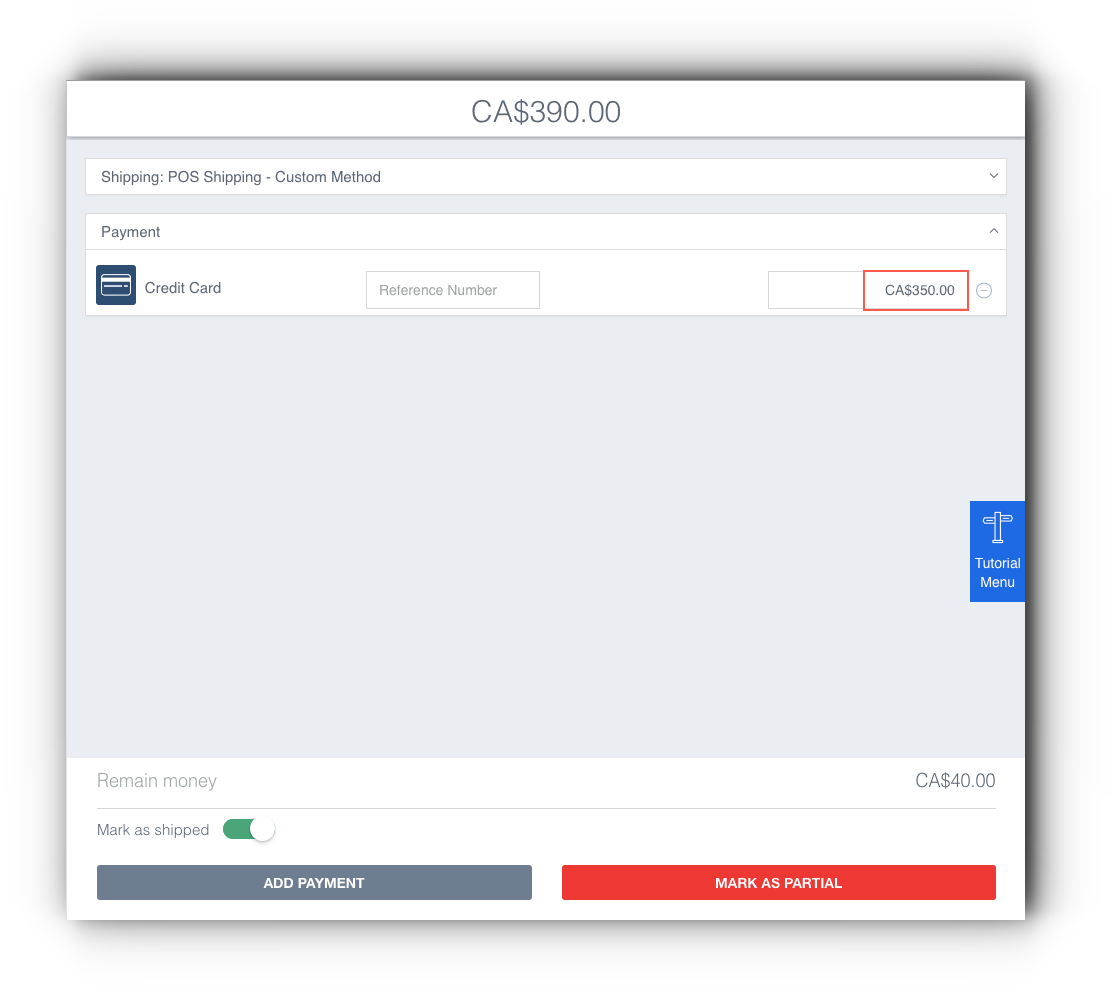 CA$390.00
Shipping: POS Shipping - Custom Method
Payment
Credit Card
Reference Number
CA$350.00
Tutorial
Menu
Remain money
CA$40.00
Mark as shipped
ADD PAYMENT
MARK AS PARTIAL